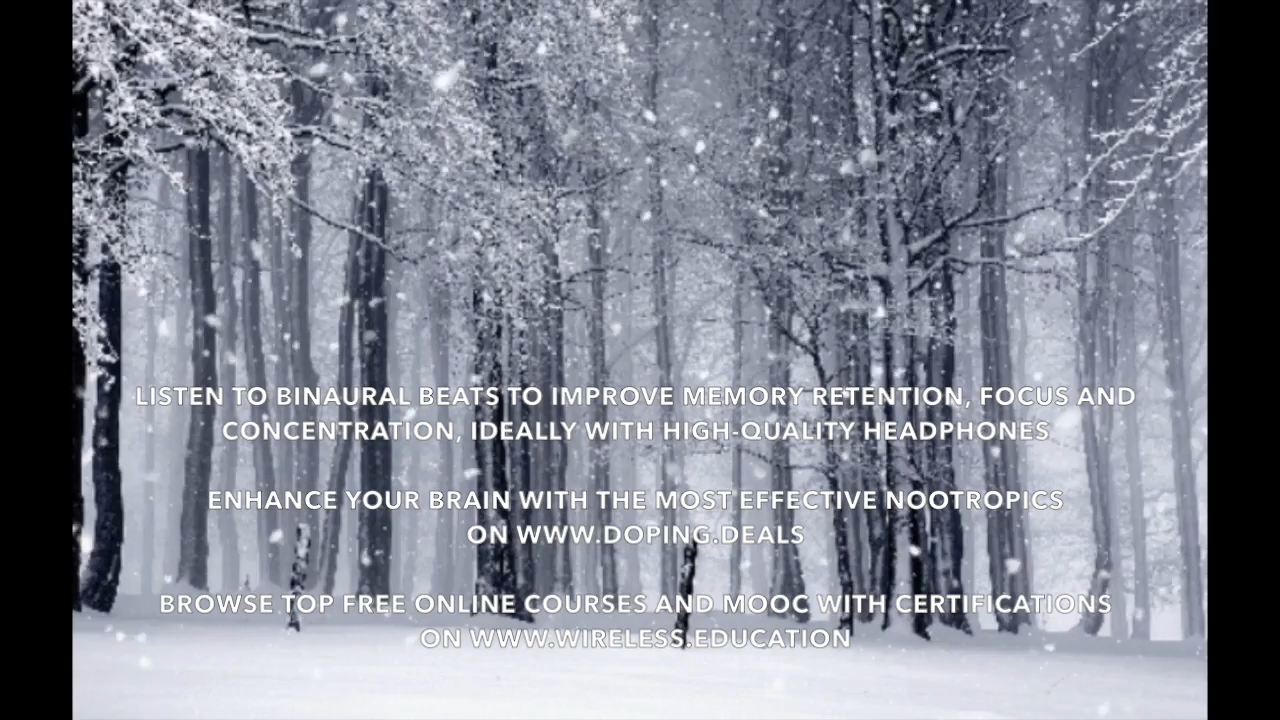 LISTEN TO BINAURAL BEATS TO IMPROVE MEMORY RETENTION, FOCUS AND
CONCENTRATION, IDEALLY WITH HIGH-QUALITY HEADPHONES
ENHANCE YOUR BRAIN WITH THE MOST EFFECTIVE NOOTROPICS
ON WWW.DOPING.DEALS
BROWSE TOP FREE ONLINE COURSES AND MOOC WITH CERTIFICATIONS
ON WWW.WIRELESS.EDUCATION